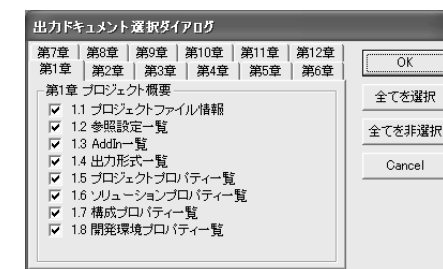 出力ドキュメント選択ダイアログ
第7章 第8章 第9章 第10章 第11章 第12章
第1章 第2章 第3章 第4章 第5章 第6章
第1章 プロジェクト概要
1.1 プロジェクトファイル情報
1.2 参照設定一覧
1.3 AddIn一覧
1.4 出力形式一覧
1.5 プロジェクトプロパティー覧
1.6 ソリューションプロパティー覧
1.7 構成プロパティー覧
1.8 開発環境プロパティー覧
OK
全てを選択
全てを非選択
Cancel